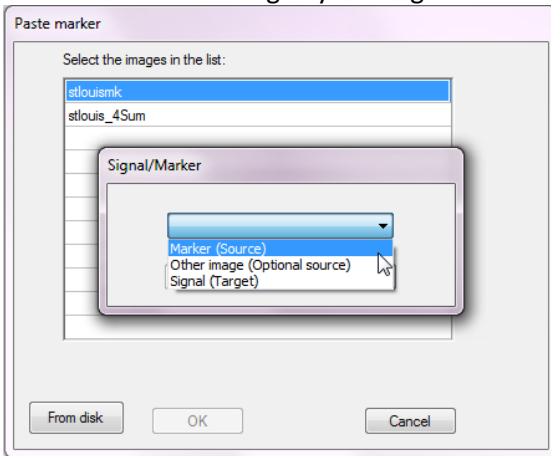 Paste marker
Select the images in the list:
stlouismk
stlouis_4Sum
Signal/Marker
Marker (Source)
Other image (Optional source)
Signal (Target)
From disk
OK
Cancel